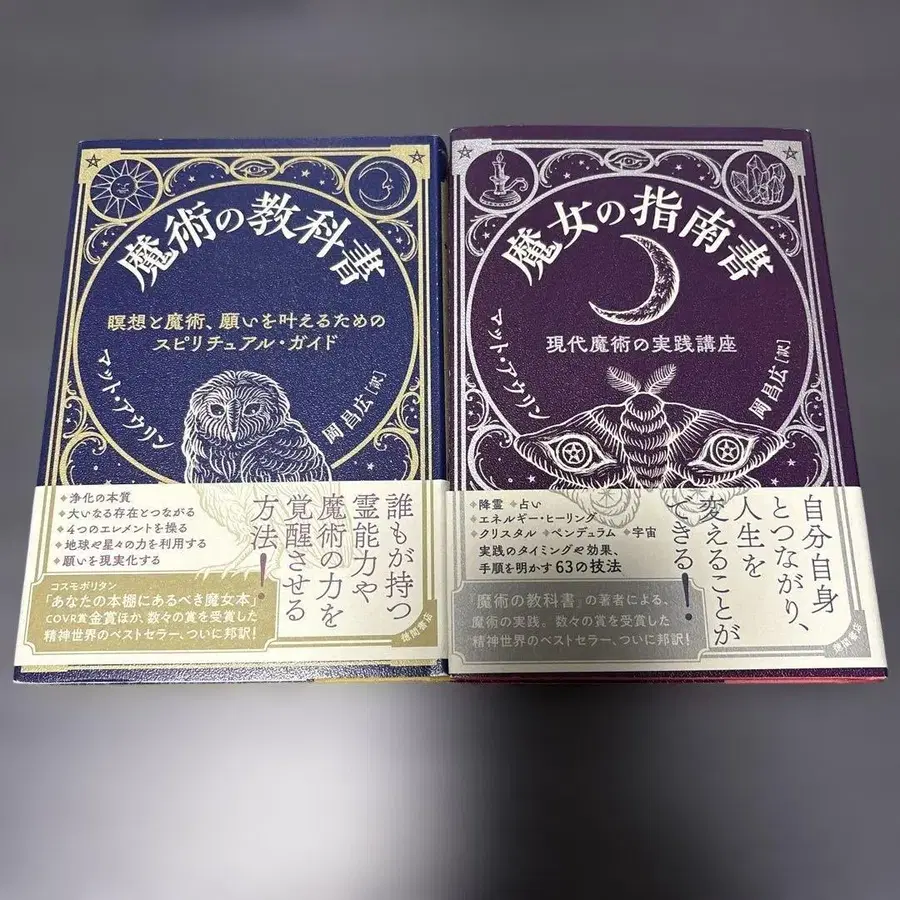 魔術の教科書
瞑想と魔術、願いを叶えるための
スピリチュアル・ガイド
マット・アウリン
岡 昌広[訳]
誰もが持つ
霊能力や
魔術の力を
覚醒させる
方法!
浄化の本質
大いなる存在とつながる
4つのエレメントを操る
地球や星々の力を利用する
願いを現実化する
コスモポリタン
「あなたの本棚にあるべき魔女本」
COVR賞金賞ほか、数々の賞を受賞した
精神世界のベストセラー、ついに邦訳!
徳間書店
魔女の指南書
現代魔術の実践講座
マット・アウリン
岡 昌広[訳]
自分自身
とつながり、
人生を
変えることが
できる!
降霊 占い
エネルギー・ヒーリング
クリスタル ペンデュラム 宇宙
実践のタイミングや効果、
手順を明かす63の技法
『魔術の教科書』の著者による、
魔術の実践。数々の賞を受賞した
精神世界のベストセラー、ついに邦訳!
徳間書店